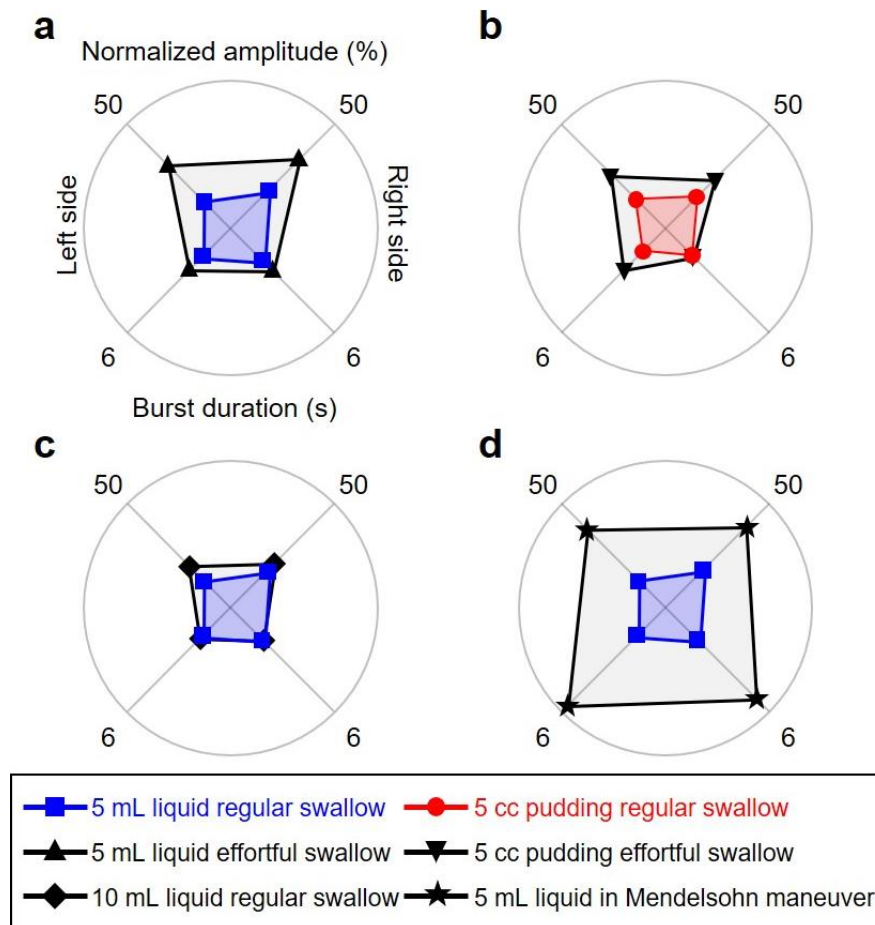 a
b
Normalized amplitude (%)
50
50
50
50
Left side
Right side
6
6
6
6
Burst duration (s)
c
d
50
50
50
50
6
6
6
6
5 mL liquid regular swallow
5 cc pudding regular swallow
5 mL liquid effortful swallow
5 cc pudding effortful swallow
10 mL liquid regular swallow
5 mL liquid in Mendelsohn maneuver